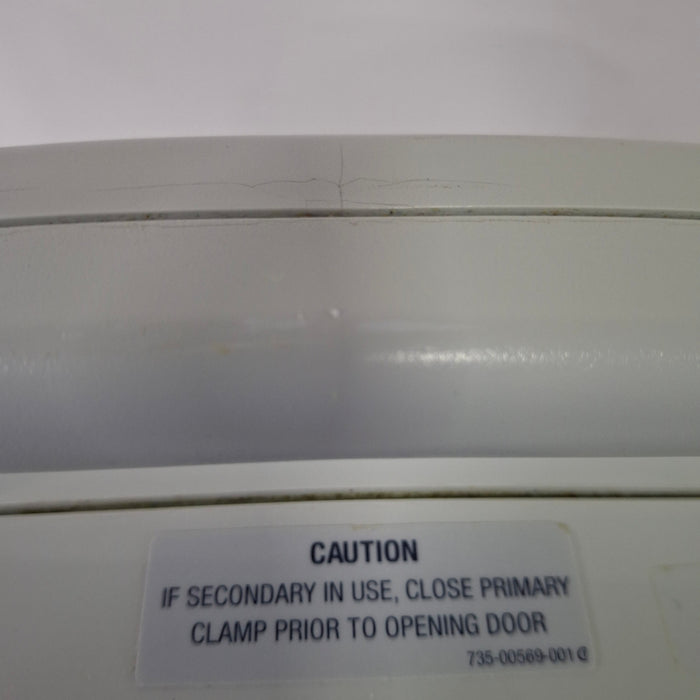 CAUTION
IF SECONDARY IN USE, CLOSE PRIMARY
CLAMP PRIOR TO OPENING DOOR
735-00569-001